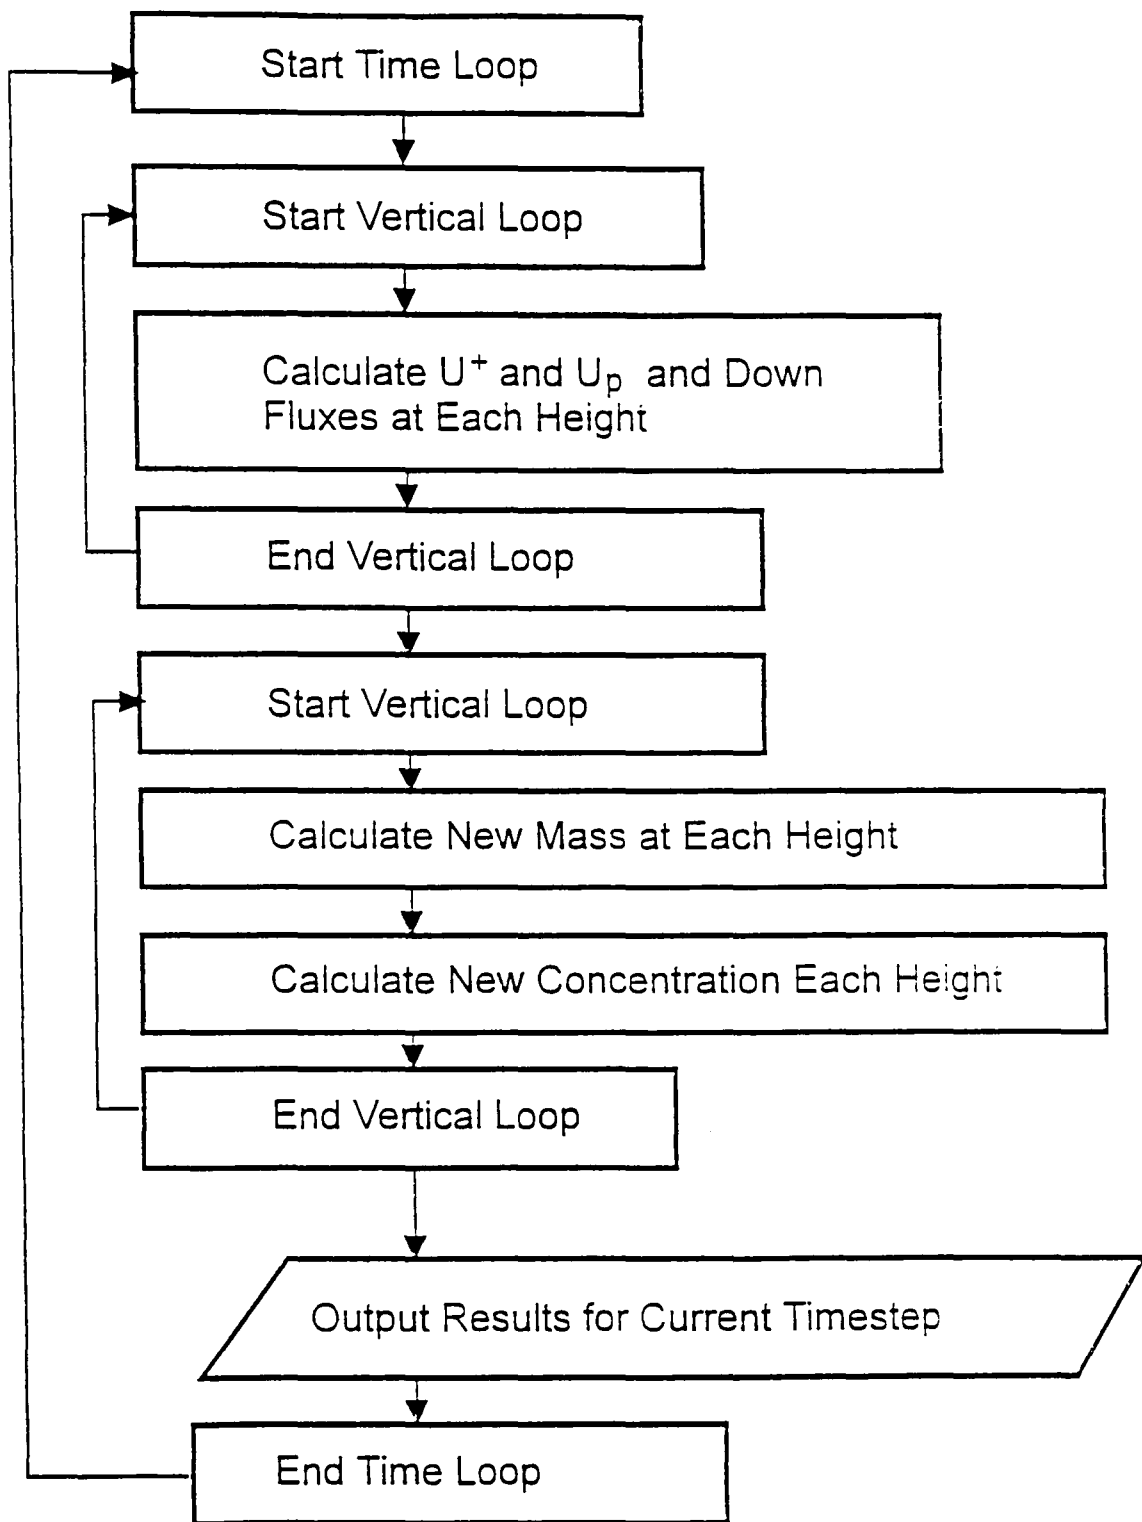 Start Time Loop
Start Vertical Loop
Calculate U+ and Up and Down
Fluxes at Each Height
End Vertical Loop
Start Vertical Loop
Calculate New Mass at Each Height
Calculate New Concentration Each Height
End Vertical Loop
Output Results for Current Timestep
End Time Loop